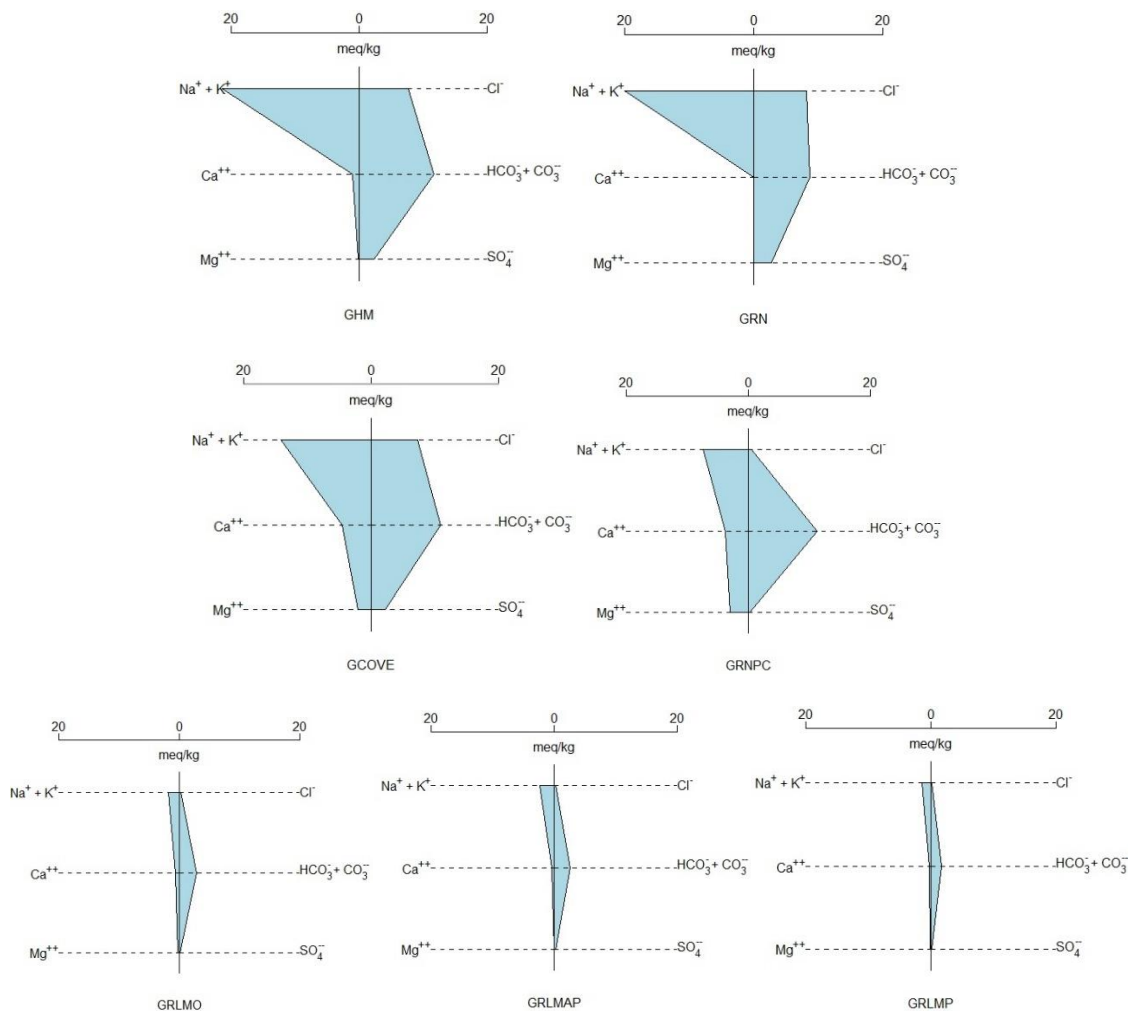 20 0 20
meq/kg
Na⁺ + K⁺ Cl⁻
Ca⁺⁺ HCO₃⁻ + CO₃⁻⁻
Mg⁺⁺ SO₄⁻⁻
GHM
20 0 20
meq/kg
Na⁺ + K⁺ Cl⁻
Ca⁺⁺ HCO₃⁻ + CO₃⁻⁻
Mg⁺⁺ SO₄⁻⁻
GRN
20 0 20
meq/kg
Na⁺ + K⁺ Cl⁻
Ca⁺⁺ HCO₃⁻ + CO₃⁻⁻
Mg⁺⁺ SO₄⁻⁻
GCOVE
20 0 20
meq/kg
Na⁺ + K⁺ Cl⁻
Ca⁺⁺ HCO₃⁻ + CO₃⁻⁻
Mg⁺⁺ SO₄⁻⁻
GRNPC
20 0 20
meq/kg
Na⁺ + K⁺ Cl⁻
Ca⁺⁺ HCO₃⁻ + CO₃⁻⁻
Mg⁺⁺ SO₄⁻⁻
GRLMO
20 0 20
meq/kg
Na⁺ + K⁺ Cl⁻
Ca⁺⁺ HCO₃⁻ + CO₃⁻⁻
Mg⁺⁺ SO₄⁻⁻
GRLMAP
20 0 20
meq/kg
Na⁺ + K⁺ Cl⁻
Ca⁺⁺ HCO₃⁻ + CO₃⁻⁻
Mg⁺⁺ SO₄⁻⁻
GRLMP